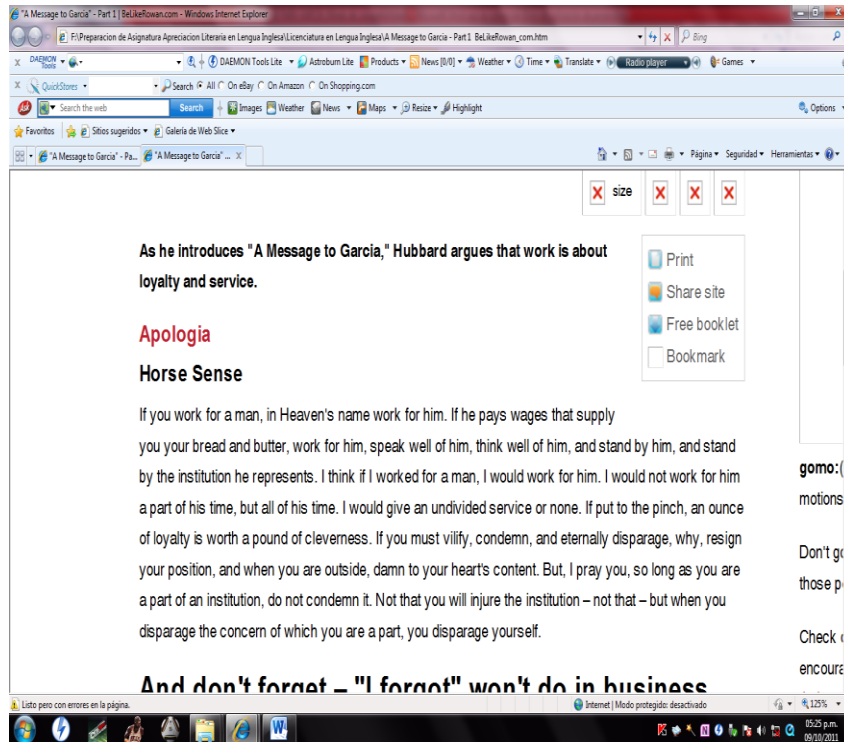 "A Message to Garcia" - Part 1 | BeLikeRowan.com - Windows Internet Explorer
F:\Preparacion de Asignatura Apreciacion Literaria en Lengua Inglesa\Licenciatura en Lengua Inglesa\A Message to Garcia - Part 1 BeLikeRowan_com.htm Bing
x DAEMON Tools DAEMON Tools Lite Astroburn Lite Products News [0/0] Weather Time Translate Radio player Games
x QuickStores Search All On eBay On Amazon On Shopping.com
Ask Search the web Search Images Weather News Maps Resize Highlight Options
Favoritos Sitios sugeridos Galería de Web Slice
"A Message to Garcia" - Pa... "A Message to Garcia" ... X Página Seguridad Herramientas
size
As he introduces "A Message to Garcia," Hubbard argues that work is about
loyalty and service.
Print
Share site
Free booklet
Bookmark
Apologia
Horse Sense
If you work for a man, in Heaven's name work for him. If he pays wages that supply
you your bread and butter, work for him, speak well of him, think well of him, and stand by him, and stand
by the institution he represents. I think if I worked for a man, I would work for him. I would not work for him
a part of his time, but all of his time. I would give an undivided service or none. If put to the pinch, an ounce
of loyalty is worth a pound of cleverness. If you must vilify, condemn, and eternally disparage, why, resign
your position, and when you are outside, damn to your heart's content. But, I pray you, so long as you are
a part of an institution, do not condemn it. Not that you will injure the institution – not that – but when you
disparage the concern of which you are a part, you disparage yourself.
And don't forget – "I forgot" won't do in business
gomo:(
motions
Don't go
those p
Check
encoura
Listo pero con errores en la página. Internet | Modo protegido: desactivado 125%
05:25 p.m.
09/10/2011